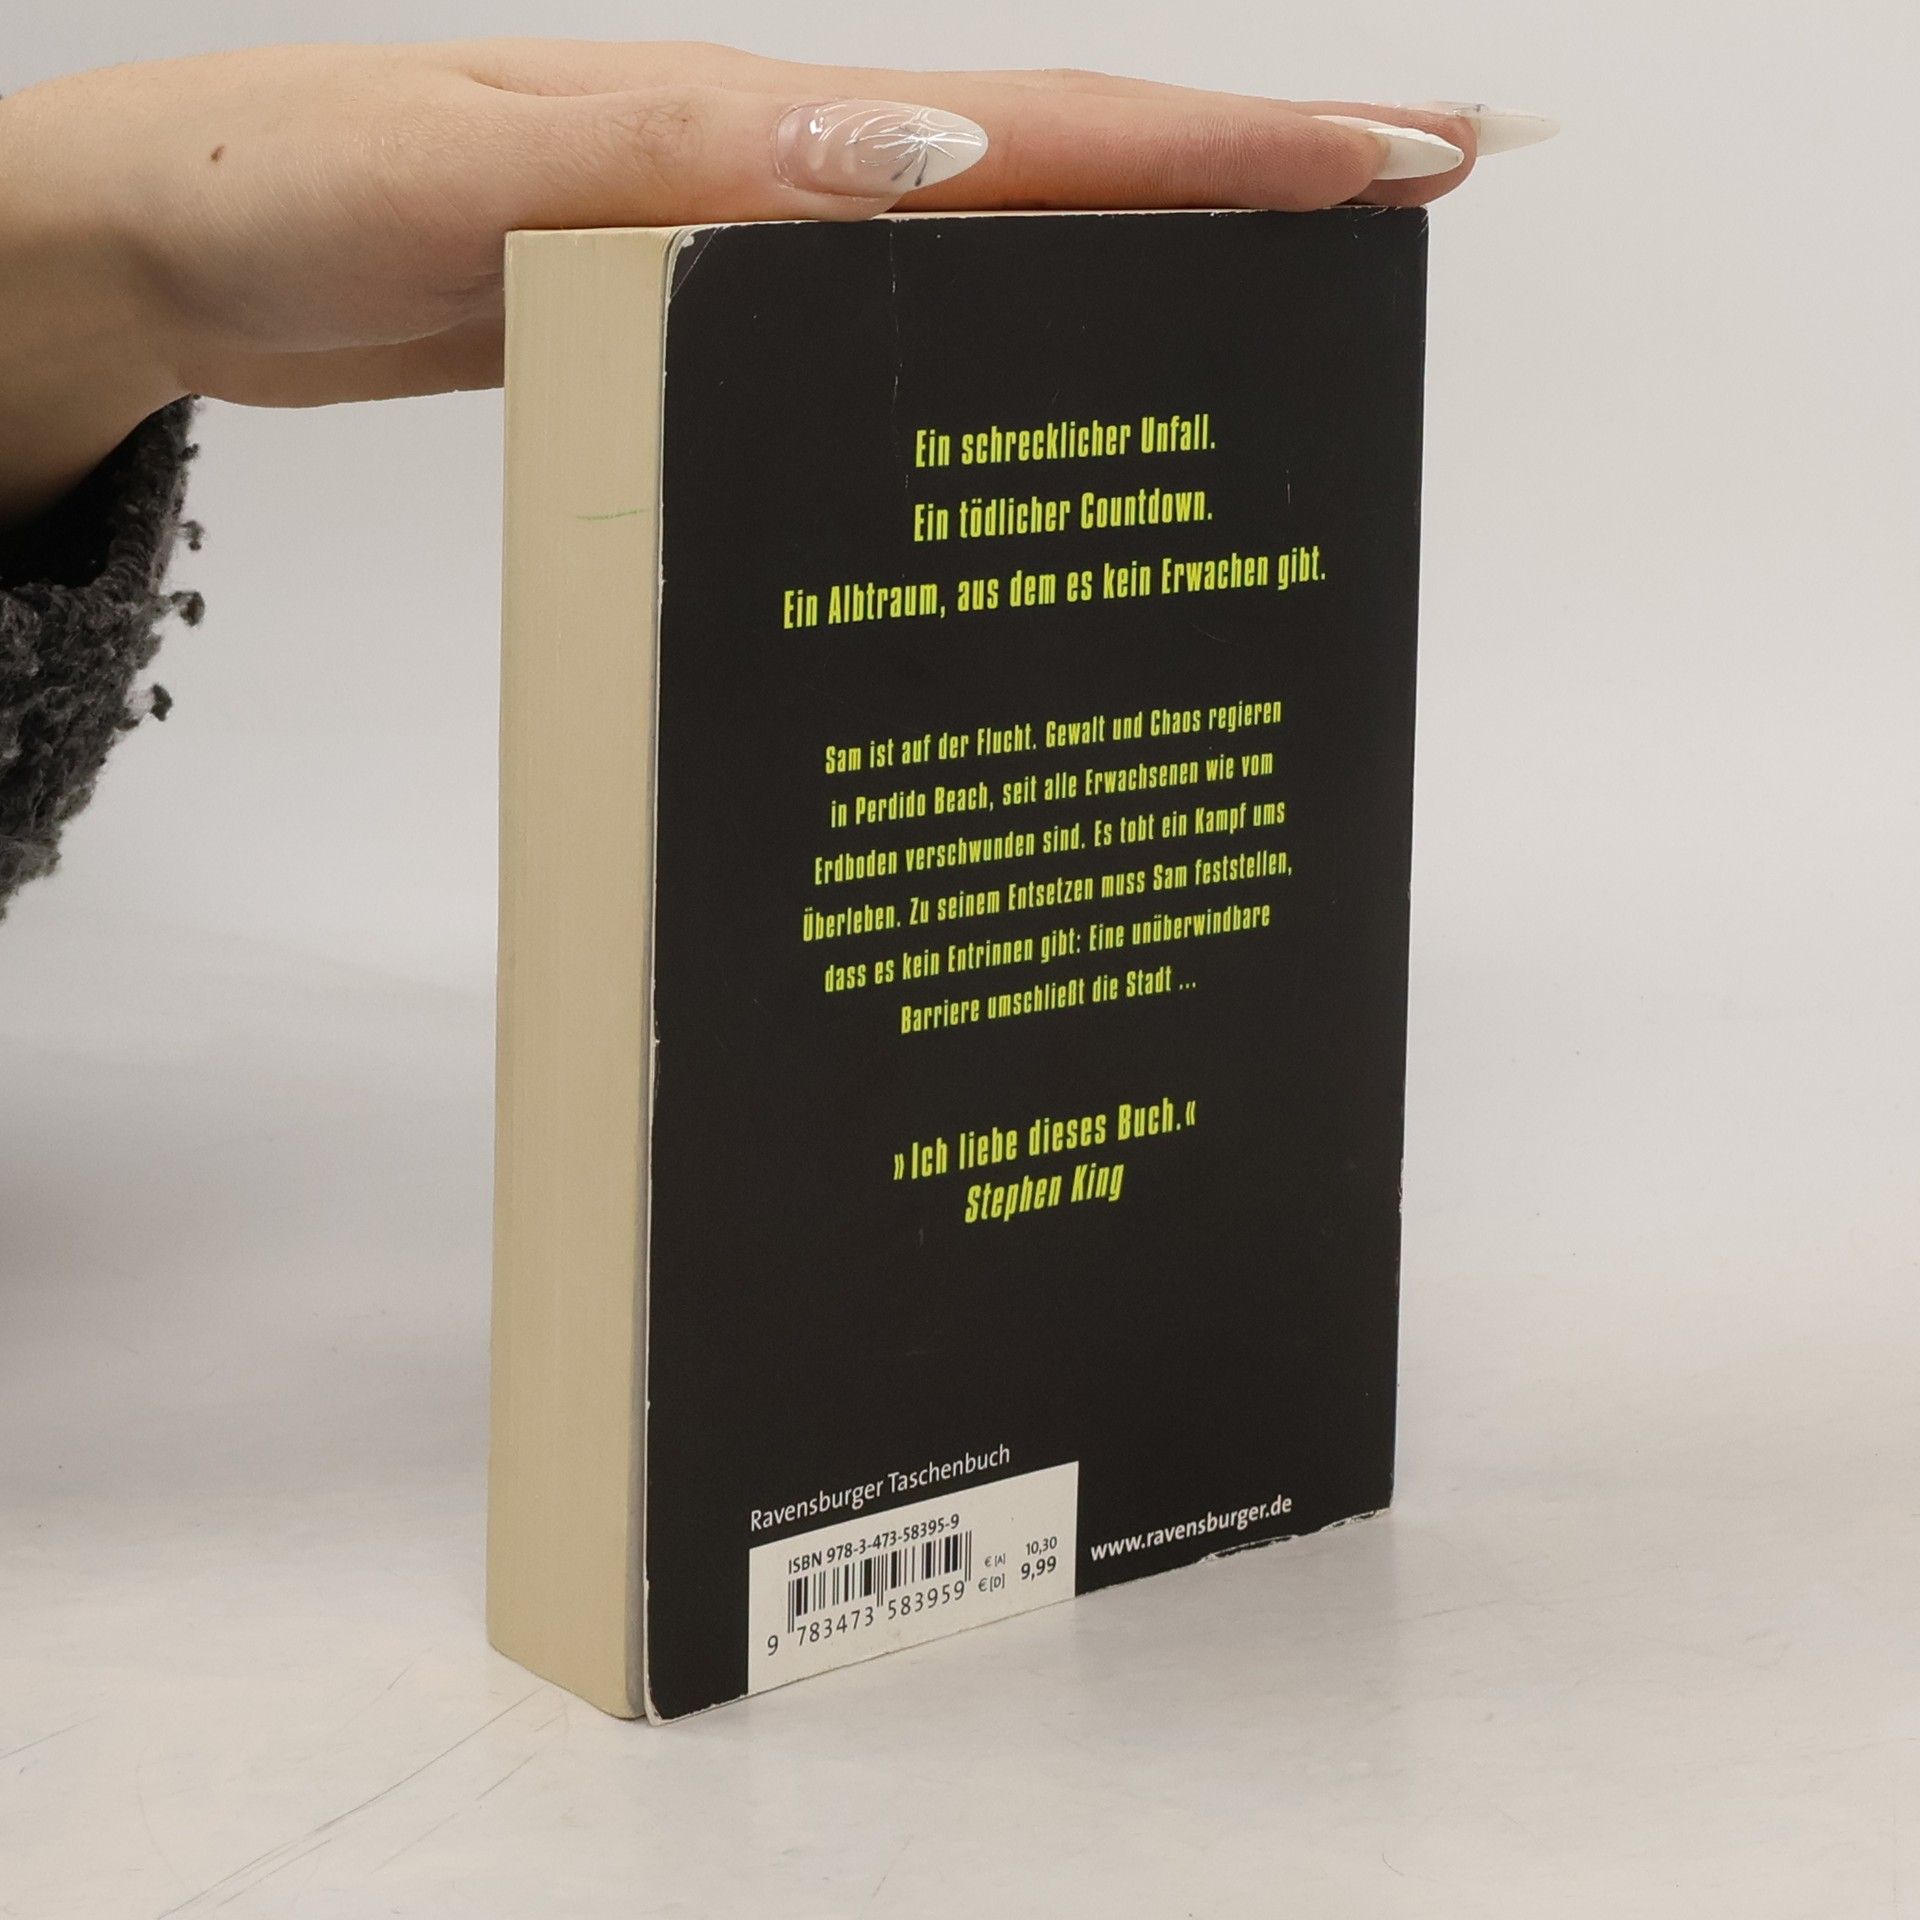 Ein schrecklicher Unfall.
Ein tödlicher Countdown.
Ein Albtraum, aus dem es kein Erwachen gibt.
Sam ist auf der Flucht. Gewalt und Chaos regieren
in Perdido Beach, seit alle Erwachsenen wie vom
Erdboden verschwunden sind. Es tobt ein Kampf ums
Überleben. Zu seinem Entsetzen muss Sam feststellen,
dass es kein Entrinnen gibt: Eine unüberwindbare
Barriere umschließt die Stadt ...
»Ich liebe dieses Buch.«
Stephen King
Ravensburger Taschenbuch
ISBN 978-3-473-58395-9
€ [A] 10,30
€ [D] 9,99
9 783473 583959
www.ravensburger.de